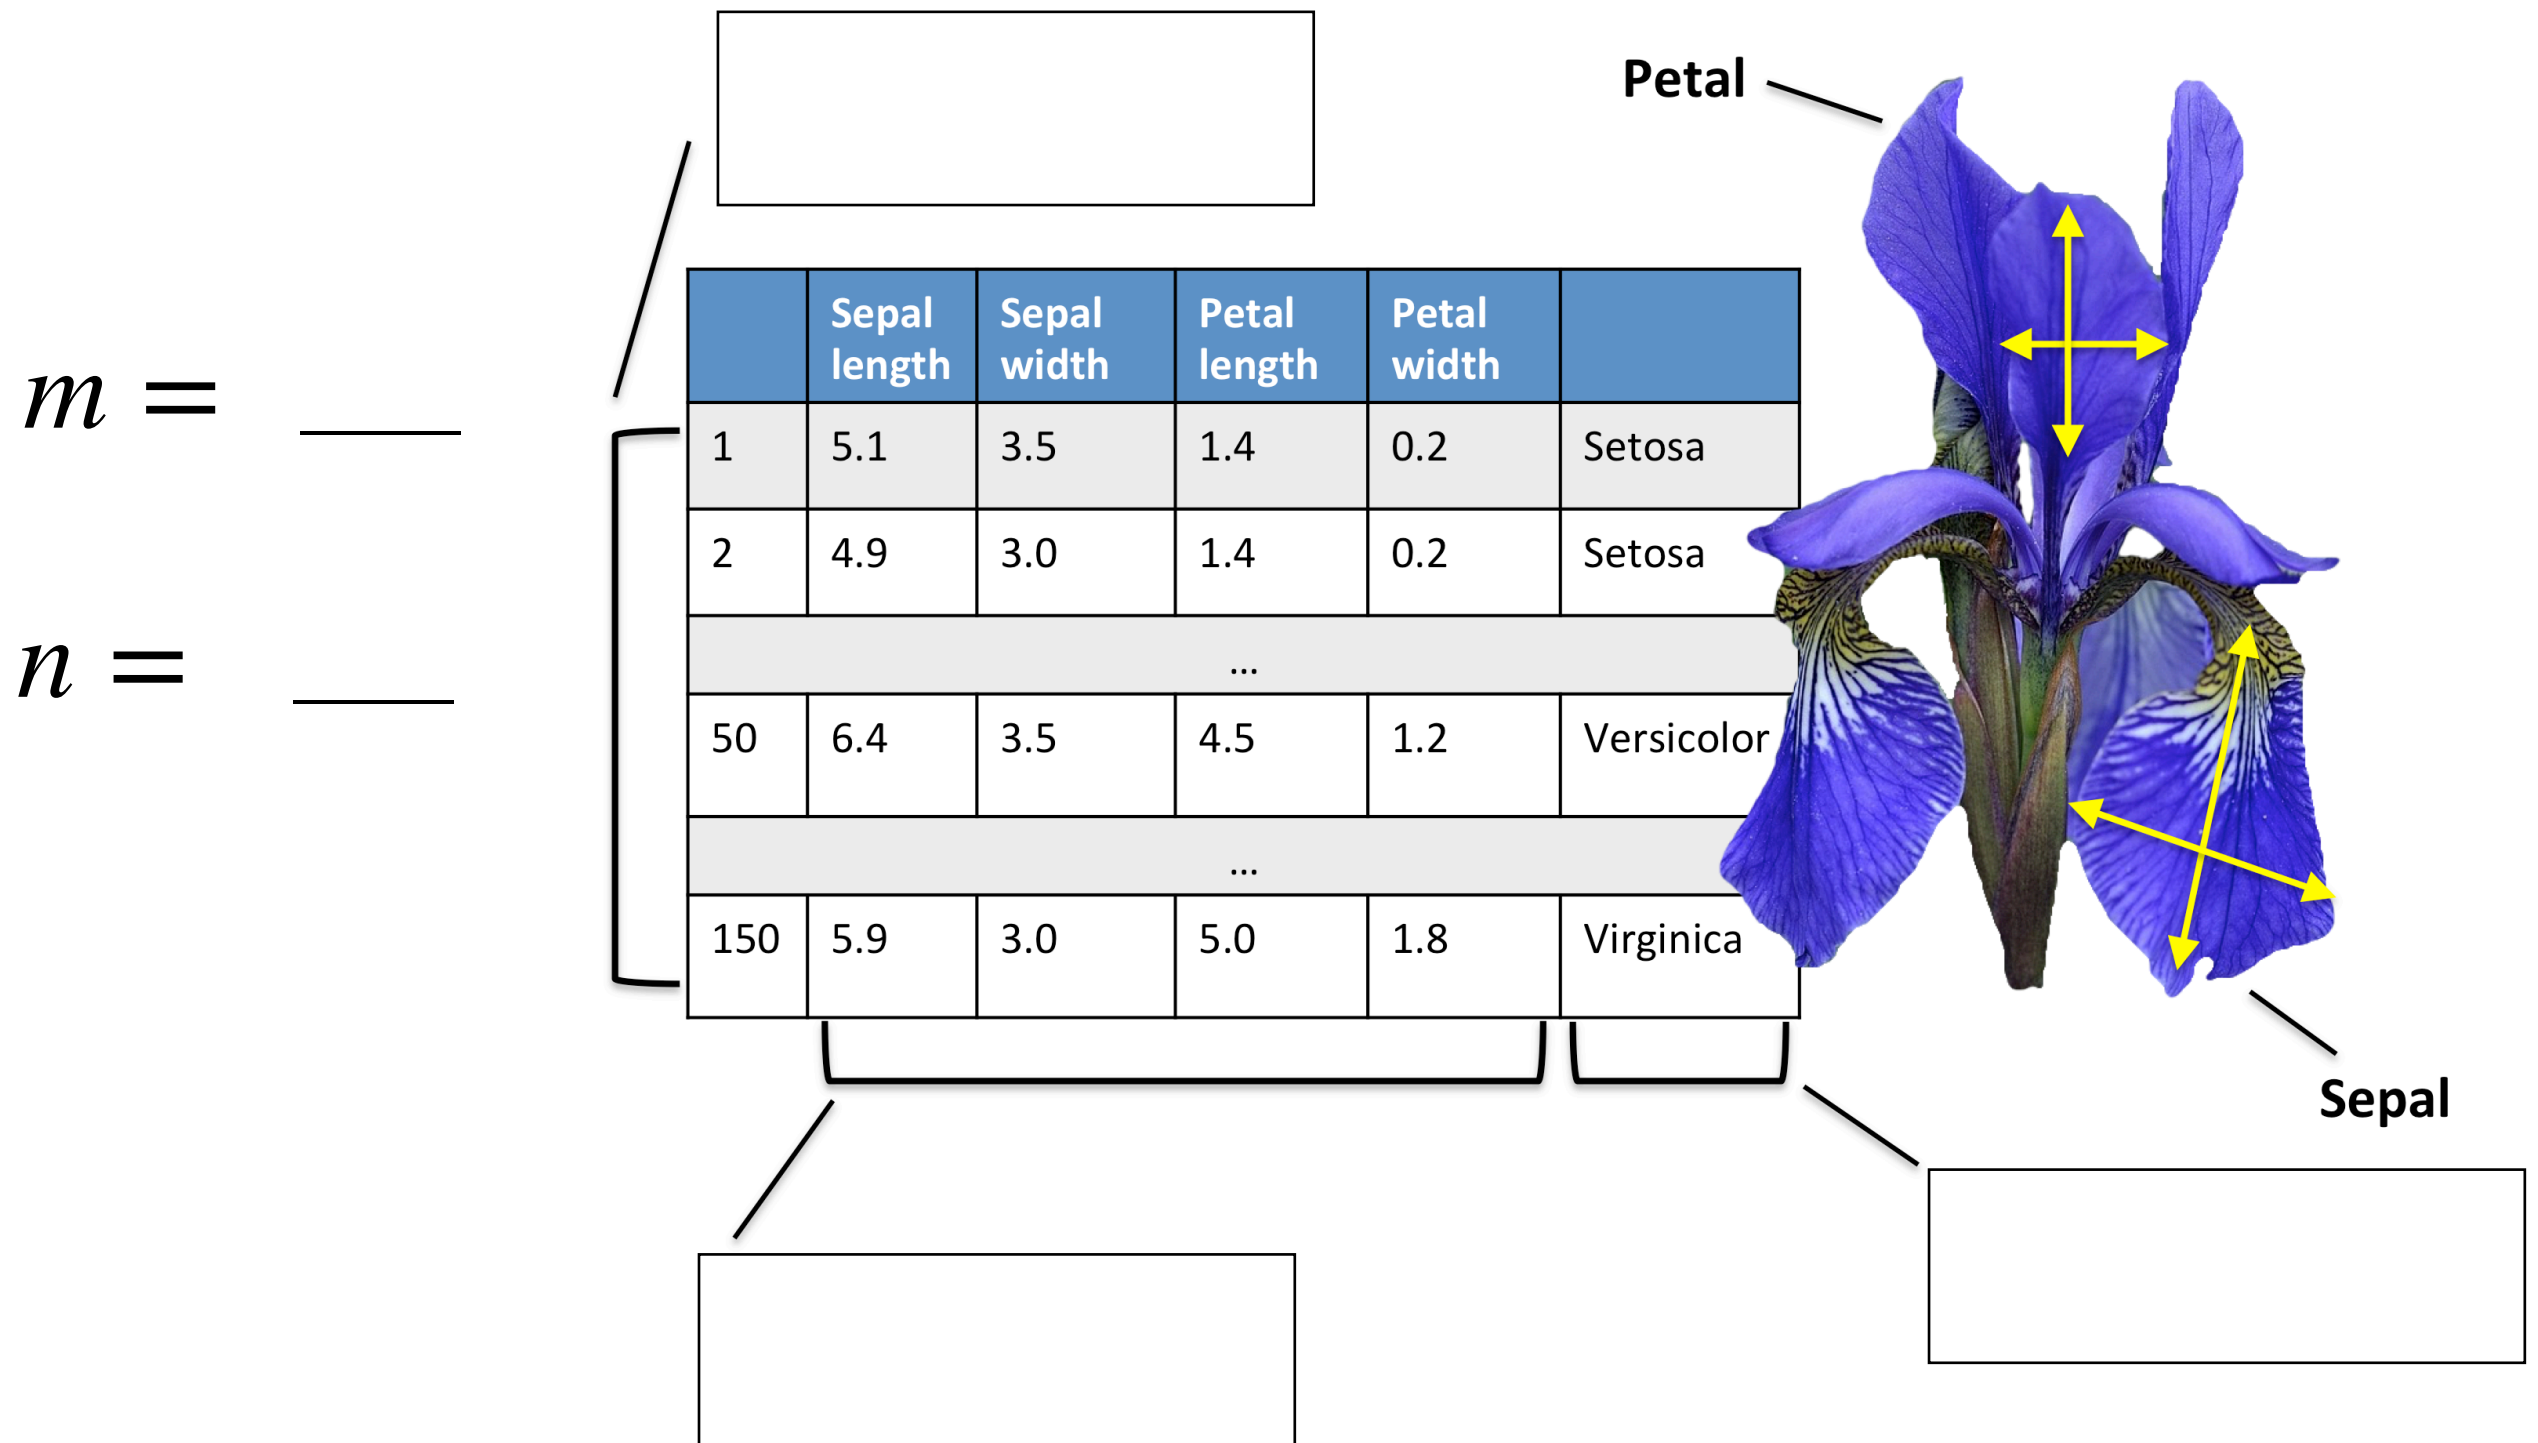 Petal
Sepal length Sepal width Petal length Petal width
m = ___
1 5.1 3.5 1.4 0.2 Setosa
2 4.9 3.0 1.4 0.2 Setosa
n = ___
...
50 6.4 3.5 4.5 1.2 Versicolor
...
150 5.9 3.0 5.0 1.8 Virginica
Sepal